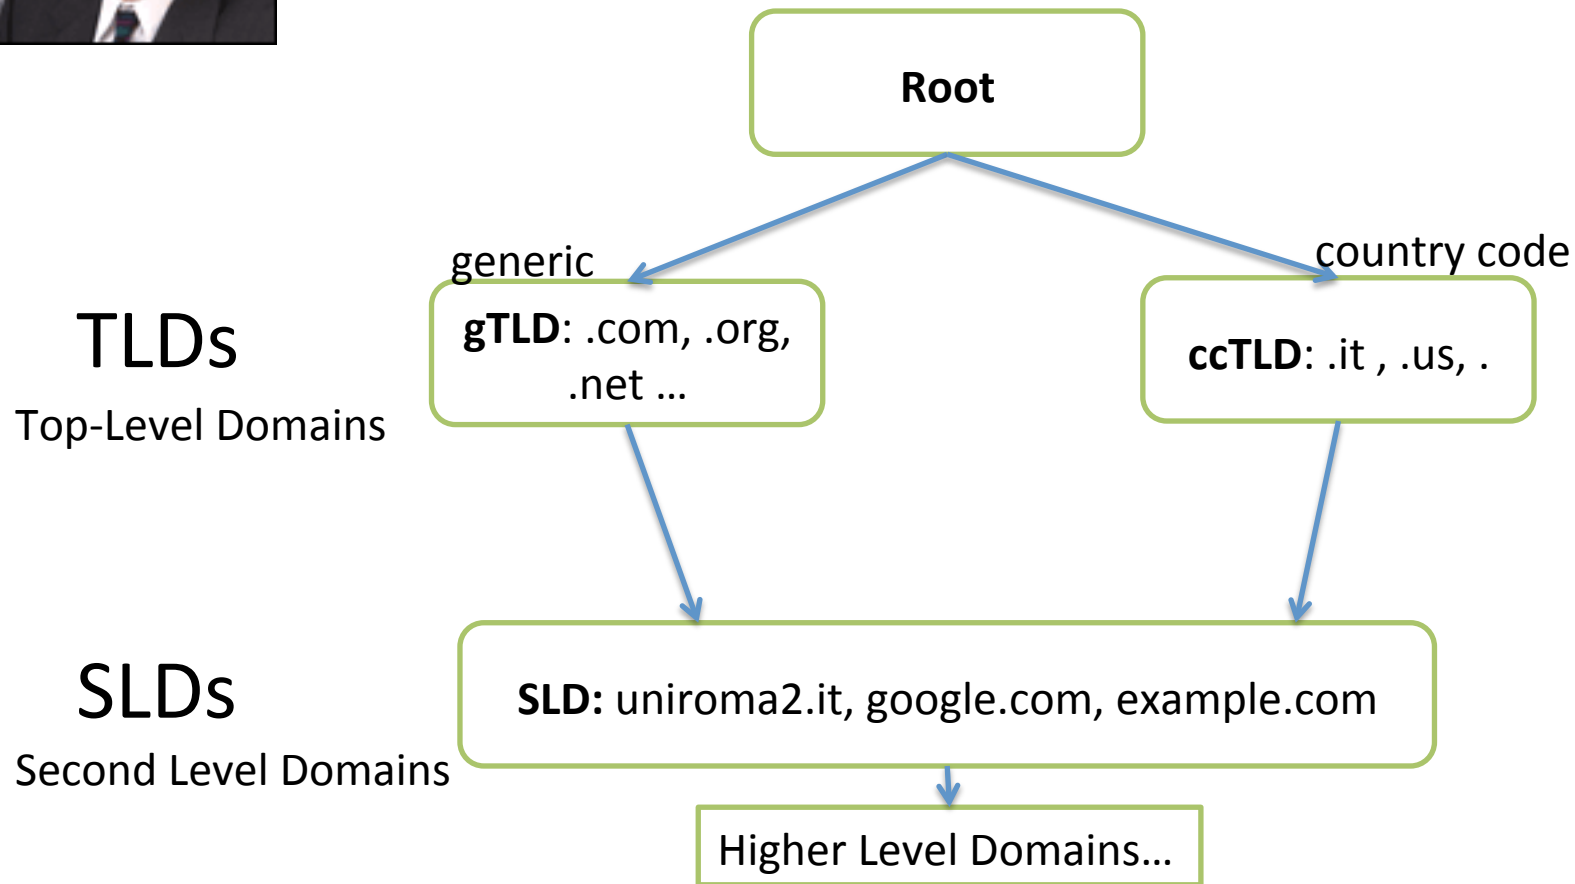 Root
generic
country code
TLDs
Top-Level Domains
gTLD: .com, .org,
.net ...
ccTLD: .it , .us, .
SLDs
Second Level Domains
SLD: uniroma2.it, google.com, example.com
Higher Level Domains...